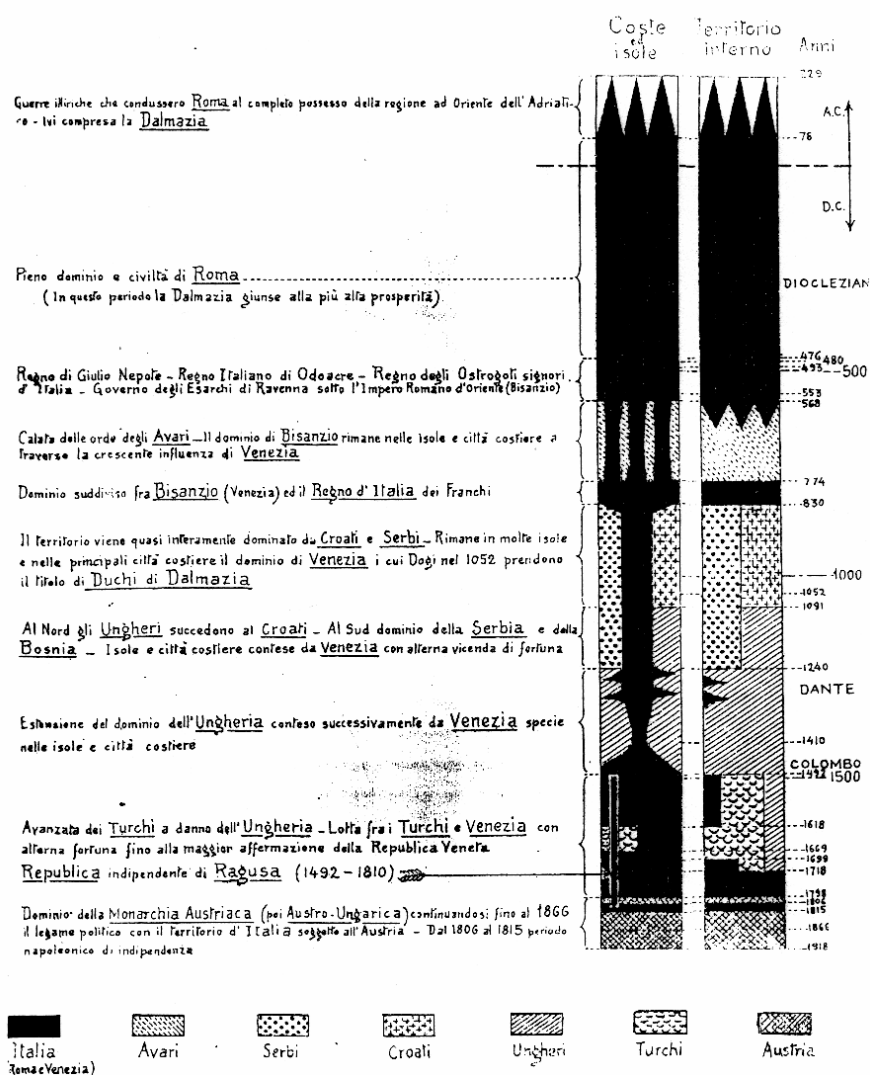 Coste
ed
isole
Territorio
interno
Anni
229
Guerre illiriche che condussero Roma al completo possesso della regione ad Oriente dell'Adriati-
co - Ivi compresa la Dalmazia
A.C.
76
D.C.
Pieno dominio e civiltà di Roma
(In questo periodo la Dalmazia giunse alla più alta prosperità).
DIOCLEZIAN
476
480
493
500
Regno di Giulio Nepote - Regno Italiano di Odoacre - Regno degli Ostrogoti signori
d'Italia - Governo degli Esarchi di Ravenna sotto l'Impero Romano d'Oriente (Bisanzio)
553
568
Calata delle orde degli Avari - Il dominio di Bisanzio rimane nelle isole e città costiere a
traverso la crescente influenza di Venezia
774
Dominio suddiviso fra Bisanzio (Venezia) ed il Regno d'Italia dei Franchi
830
Il territorio viene quasi interamente dominato da Croati e Serbi - Rimane in molte isole
e nelle principali città costiere il dominio di Venezia i cui Dogi nel 1052 prendono
il titolo di Duchi di Dalmazia
1000
1052
1091
Al Nord gli Ungheri succedono ai Croati - Al Sud dominio della Serbia e della
Bosnia - Isole e città costiere contese da Venezia con alterna vicenda di fortuna
1240
DANTE
Estensione del dominio dell'Ungheria conteso successivamente da Venezia specie
nelle isole e città costiere
1410
COLOMBO
1492
1500
Avanzata dei Turchi a danno dell'Ungheria - Lotta fra i Turchi e Venezia con
alterna fortuna fino alla maggior affermazione della Republica Veneta
1618
1669
1699
Republica indipendente di Ragusa (1492-1810)
1718
1798
1806
1815
Dominio della Monarchia Austriaca (poi Austro-Ungarica) continuandosi fino al 1866
il legame politico con il territorio d'Italia soggetto all'Austria - Dal 1806 al 1815 periodo
napoleonico di indipendenza
1866
1918
Italia
(Roma e Venezia)
Avari
Serbi
Croati
Ungheri
Turchi
Austria